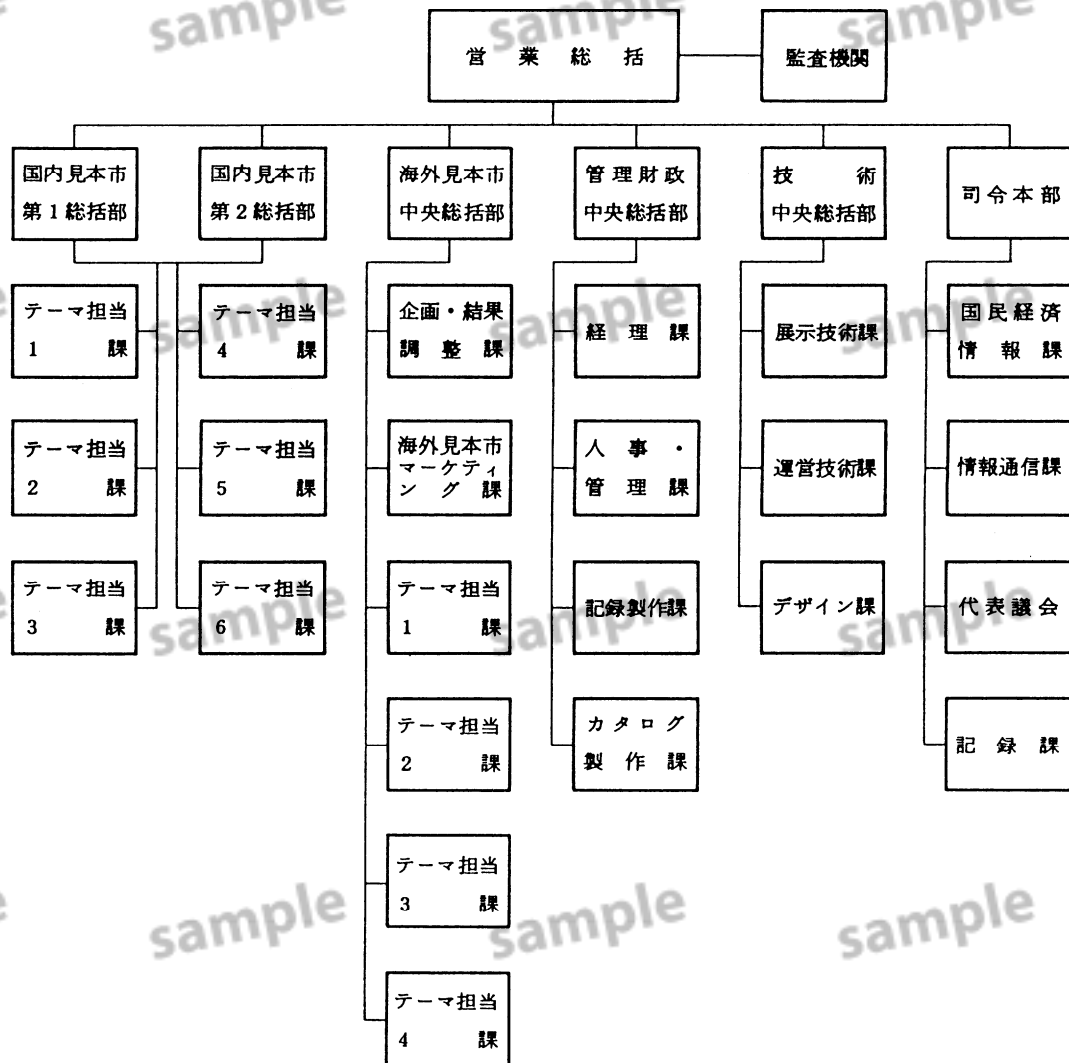 営業総括
監査機関
国内見本市
第1総括部
国内見本市
第2総括部
海外見本市
中央総括部
管理財政
中央総括部
技術
中央総括部
司令本部
テーマ担当
1課
テーマ担当
2課
テーマ担当
3課
テーマ担当
4課
テーマ担当
5課
テーマ担当
6課
企画・結果
調整課
海外見本市
マーケティ
ング課
テーマ担当
1課
テーマ担当
2課
テーマ担当
3課
テーマ担当
4課
経理課
人事・
管理課
記録製作課
カタログ
製作課
展示技術課
運営技術課
デザイン課
国民経済
情報課
情報通信課
代表議会
記録課
sample
sample
sample
sample
sample
sample
sample
sample
sample
sample
sample
sample